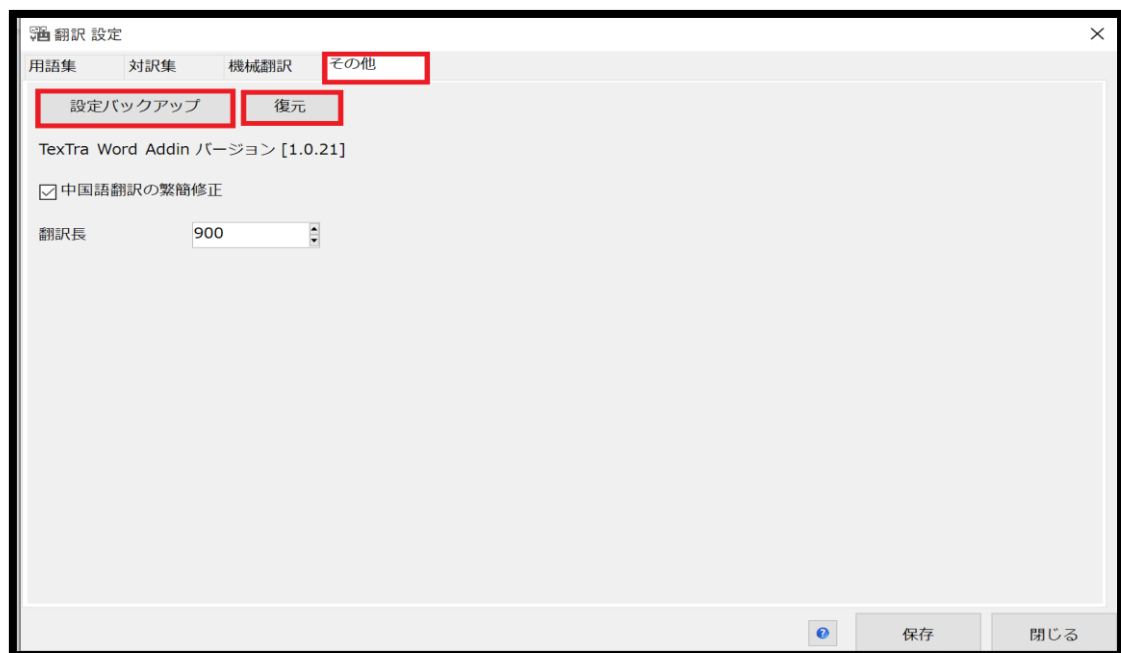 翻訳 設定
用語集 対訳集 機械翻訳 その他
設定バックアップ 復元
TexTra Word Addin バージョン [1.0.21]
中国語翻訳の繁簡修正
翻訳長 900
保存 閉じる